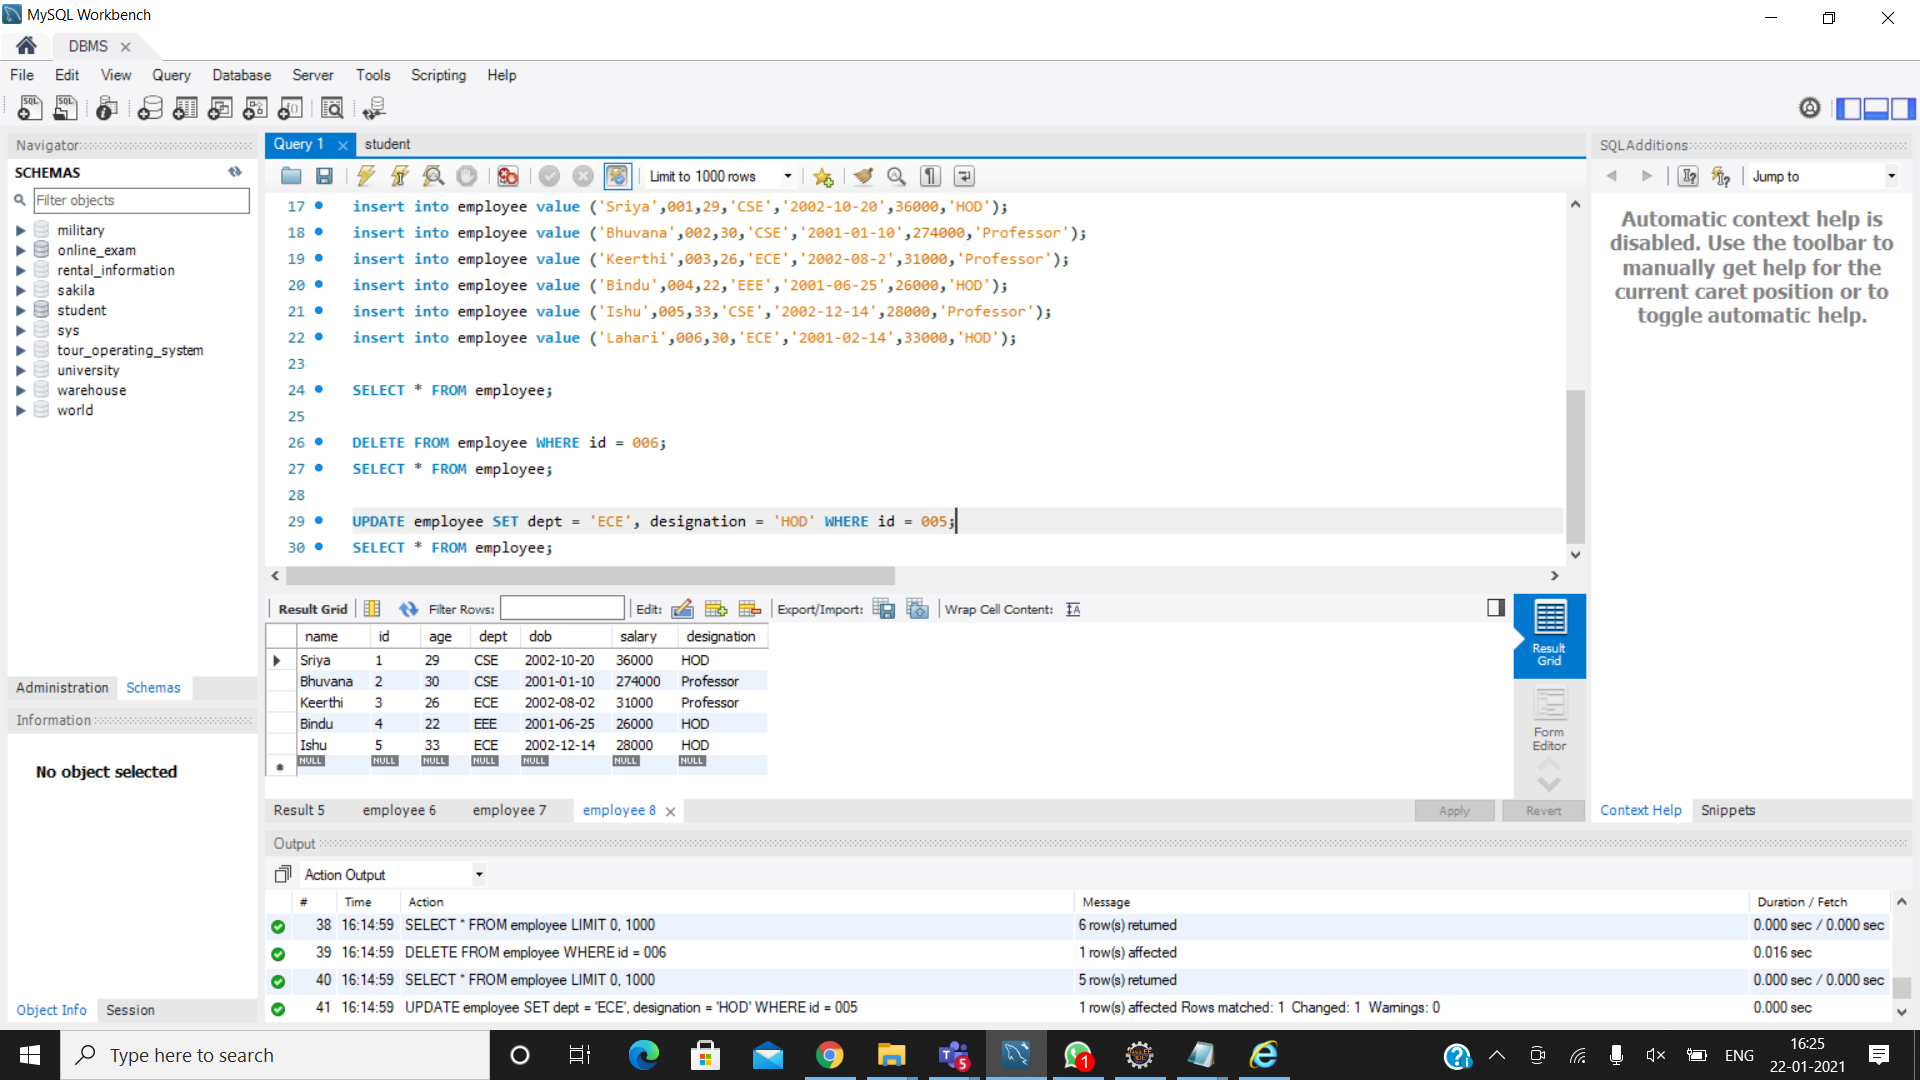 MySQL Workbench
DBMS
File Edit View Query Database Server Tools Scripting Help
Navigator
SCHEMAS
Filter objects
military
online_exam
rental_information
sakila
student
sys
tour_operating_system
university
warehouse
world
Administration Schemas
Information
No object selected
Object Info Session
Query 1 student
Limit to 1000 rows
17 insert into employee value ('Sriya',001,29,'CSE','2002-10-20',36000,'HOD');
18 insert into employee value ('Bhuvana',002,30,'CSE','2001-01-10',274000,'Professor');
19 insert into employee value ('Keerthi',003,26,'ECE','2002-08-2',31000,'Professor');
20 insert into employee value ('Bindu',004,22,'EEE','2001-06-25',26000,'HOD');
21 insert into employee value ('Ishu',005,33,'CSE','2002-12-14',28000,'Professor');
22 insert into employee value ('Lahari',006,30,'ECE','2001-02-14',33000,'HOD');
23
24 SELECT * FROM employee;
25
26 DELETE FROM employee WHERE id = 006;
27 SELECT * FROM employee;
28
29 UPDATE employee SET dept = 'ECE', designation = 'HOD' WHERE id = 005;
30 SELECT * FROM employee;
Result Grid Filter Rows: Edit: Export/Import: Wrap Cell Content:
name id age dept dob salary designation
Sriya 1 29 CSE 2002-10-20 36000 HOD
Bhuvana 2 30 CSE 2001-01-10 274000 Professor
Keerthi 3 26 ECE 2002-08-02 31000 Professor
Bindu 4 22 EEE 2001-06-25 26000 HOD
Ishu 5 33 ECE 2002-12-14 28000 HOD
NULL NULL NULL NULL NULL NULL NULL
Result Grid
Form Editor
Result 5 employee 6 employee 7 employee 8
Apply Revert
SQLAdditions
Jump to
Automatic context help is
disabled. Use the toolbar to
manually get help for the
current caret position or to
toggle automatic help.
Context Help Snippets
Output
Action Output
# Time Action Message Duration / Fetch
38 16:14:59 SELECT * FROM employee LIMIT 0, 1000 6 row(s) returned 0.000 sec / 0.000 sec
39 16:14:59 DELETE FROM employee WHERE id = 006 1 row(s) affected 0.016 sec
40 16:14:59 SELECT * FROM employee LIMIT 0, 1000 5 row(s) returned 0.000 sec / 0.000 sec
41 16:14:59 UPDATE employee SET dept = 'ECE', designation = 'HOD' WHERE id = 005 1 row(s) affected Rows matched: 1 Changed: 1 Warnings: 0 0.000 sec
Type here to search
5
1
ENG
16:25
22-01-2021